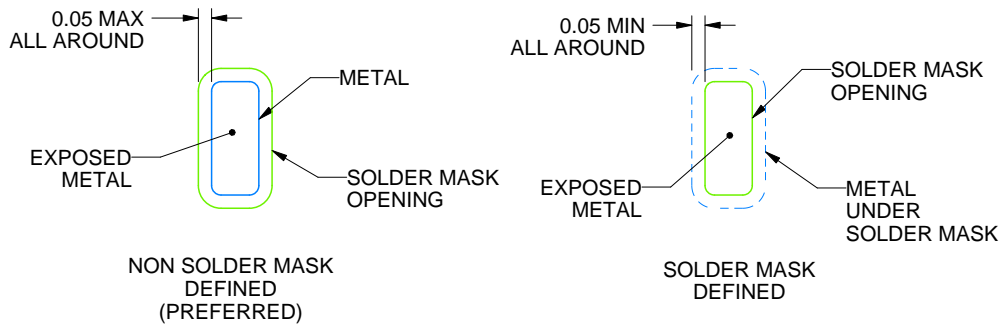 0.05 MAX
ALL AROUND
METAL
EXPOSED
METAL
SOLDER MASK
OPENING
NON SOLDER MASK
DEFINED
(PREFERRED)
0.05 MIN
ALL AROUND
SOLDER MASK
OPENING
EXPOSED
METAL
METAL
UNDER
SOLDER MASK
SOLDER MASK
DEFINED